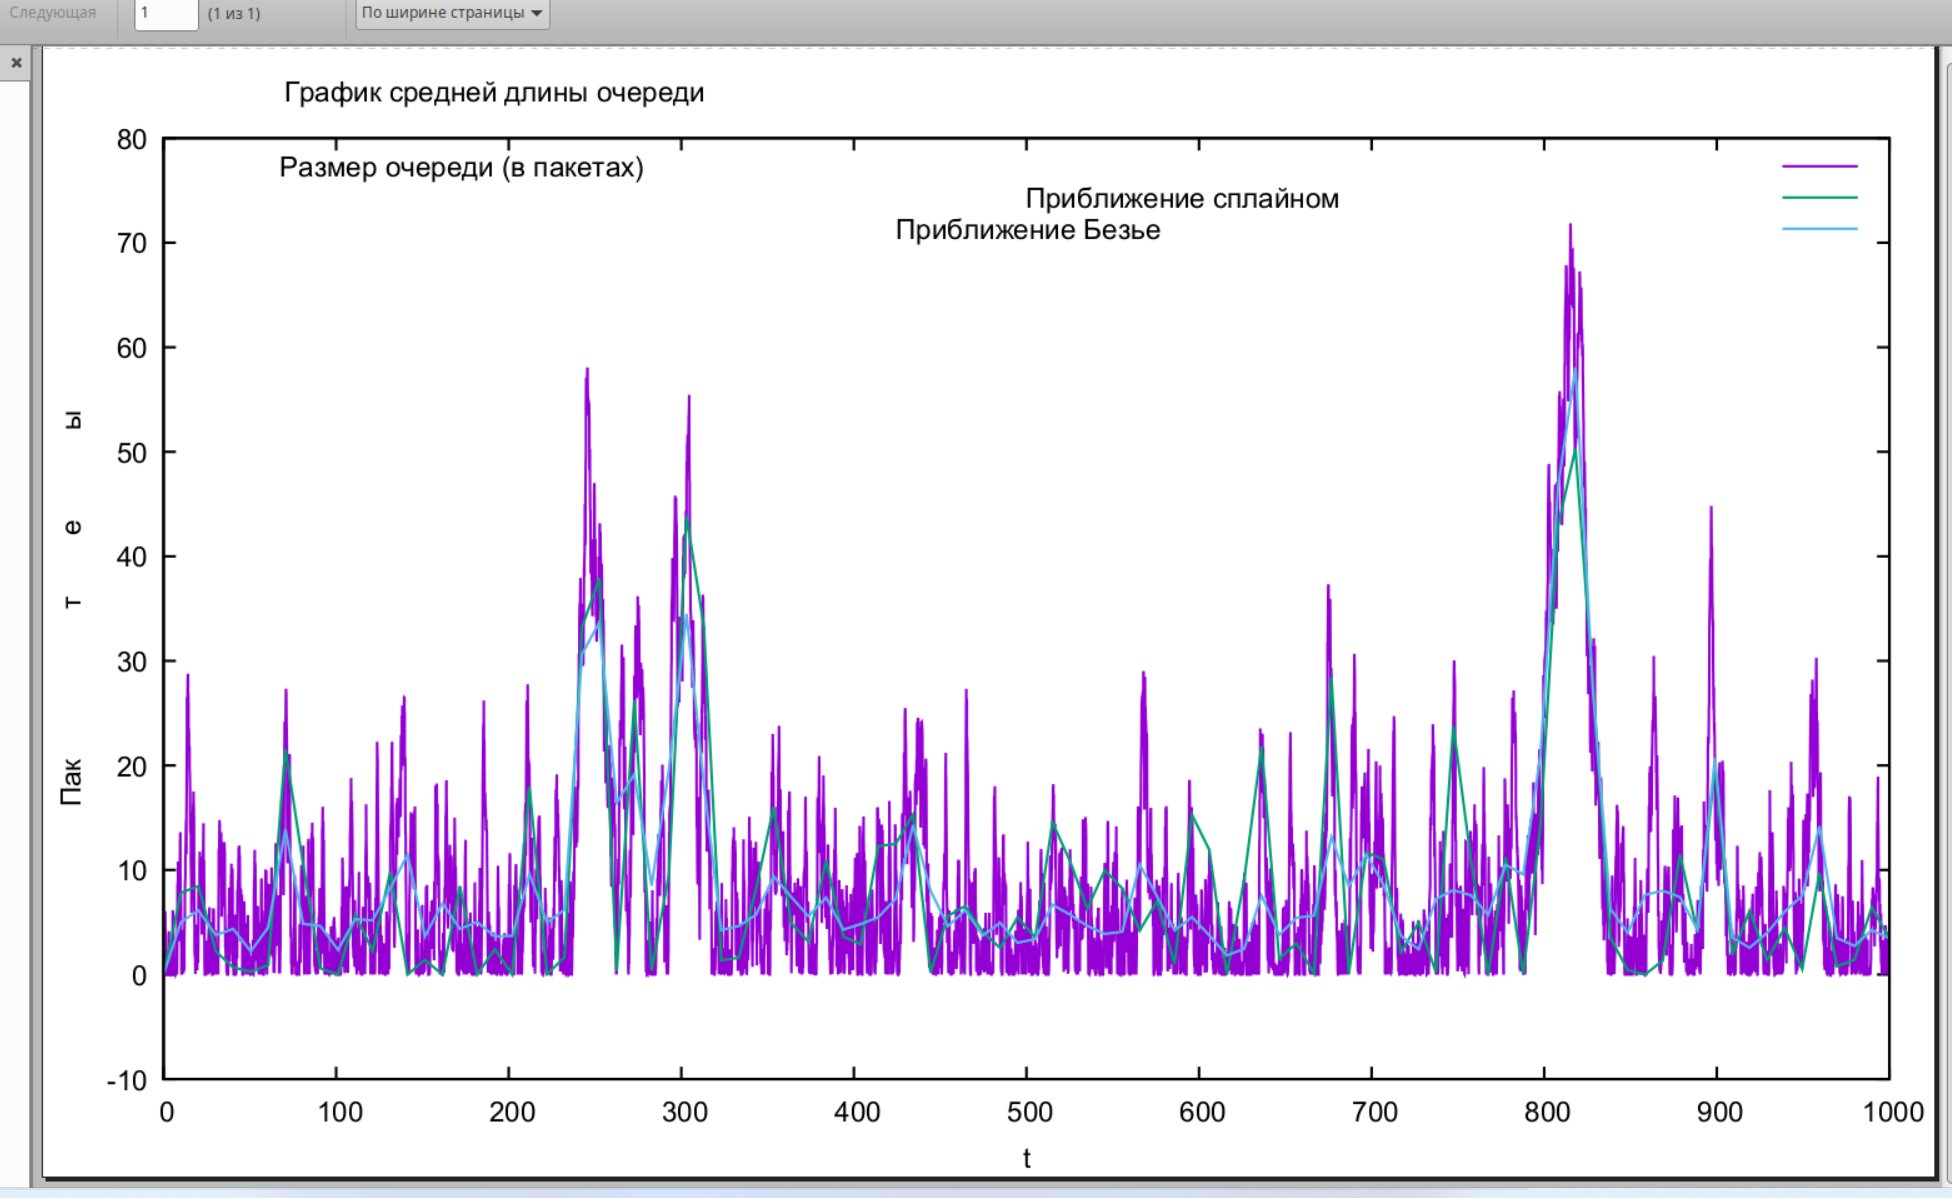 Следующая 1 (1 из 1) По ширине страницы
График средней длины очереди
80
Размер очереди (в пакетах)
Приближение сплайном
Приближение Безье
70
60
50
40
30
20
10
0
-10
Пак т е ы
0 100 200 300 400 500 600 700 800 900 1000
t